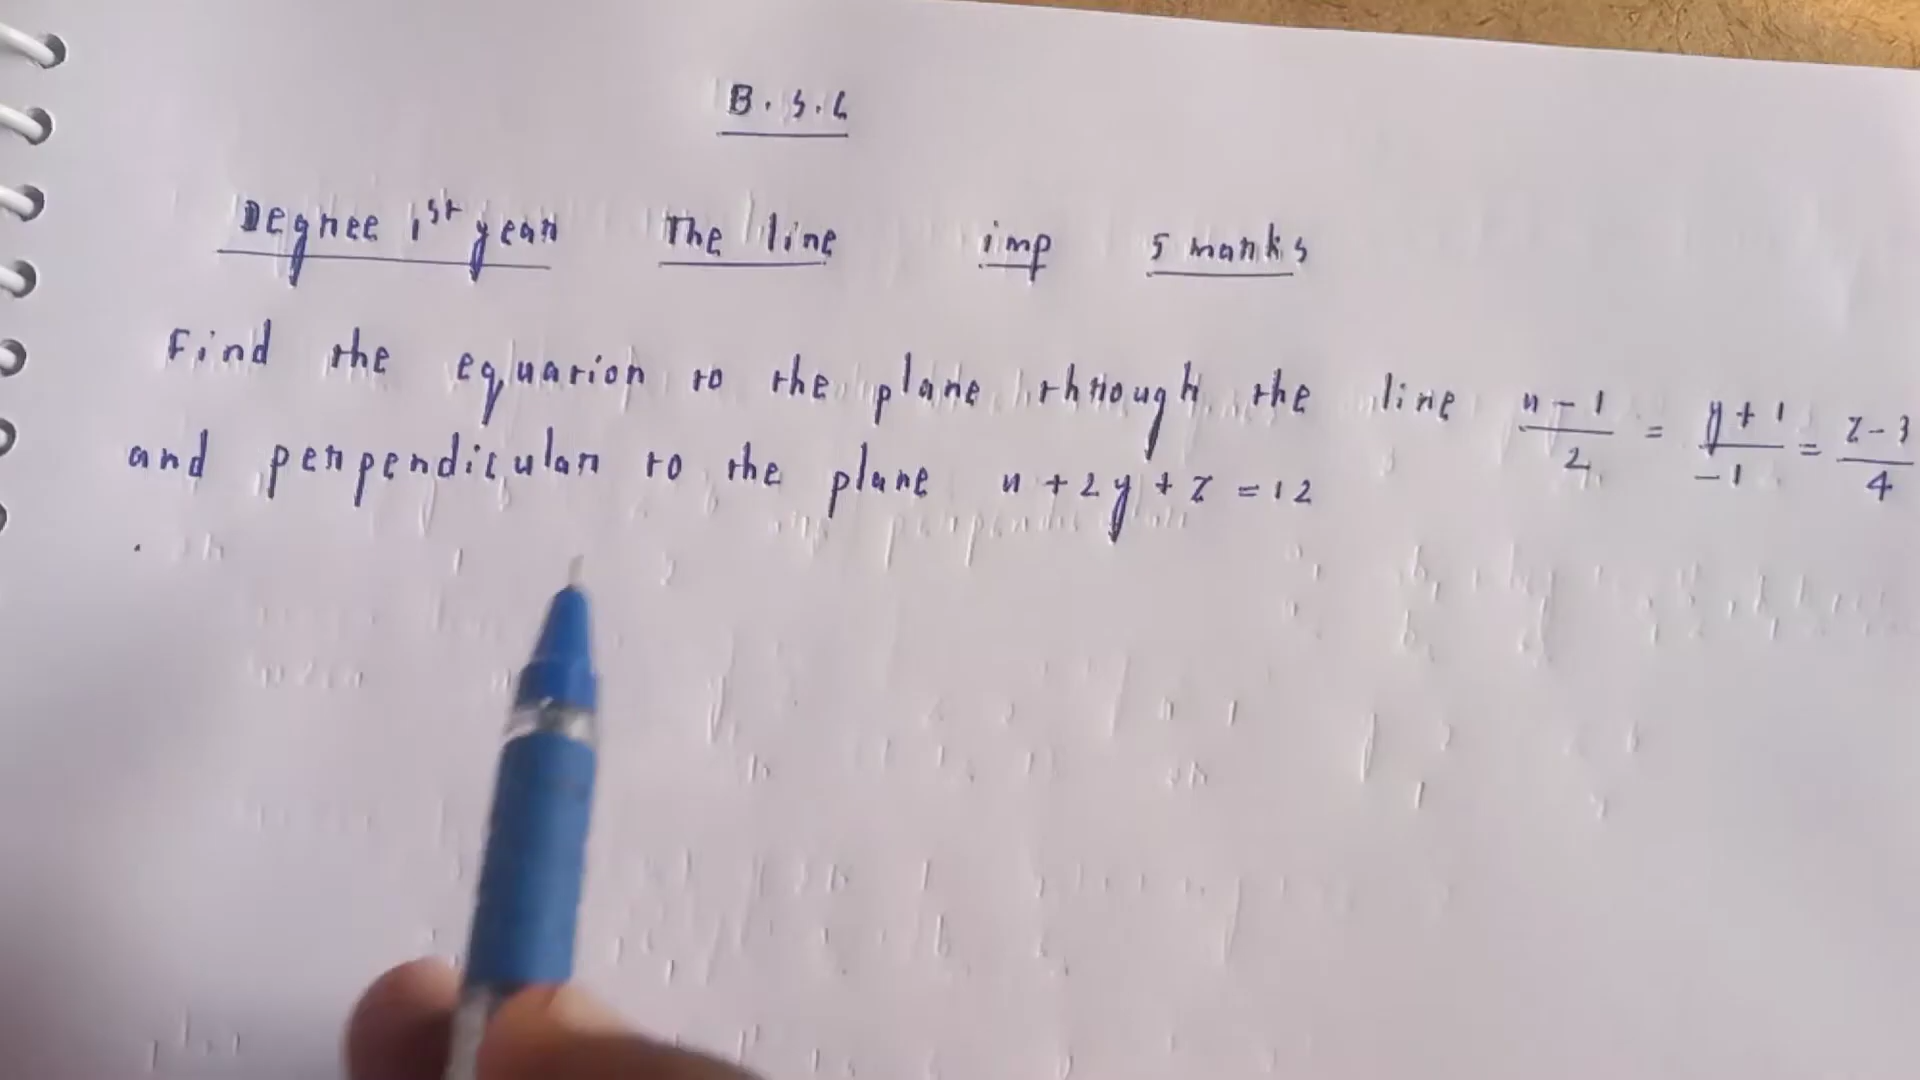 B.S.C
Degree 1st year The line imp 5 marks
Find the equation to the plane through the line x-1/2 = y+1/-1 = z-3/4
and perpendicular to the plane x+2y+z=12